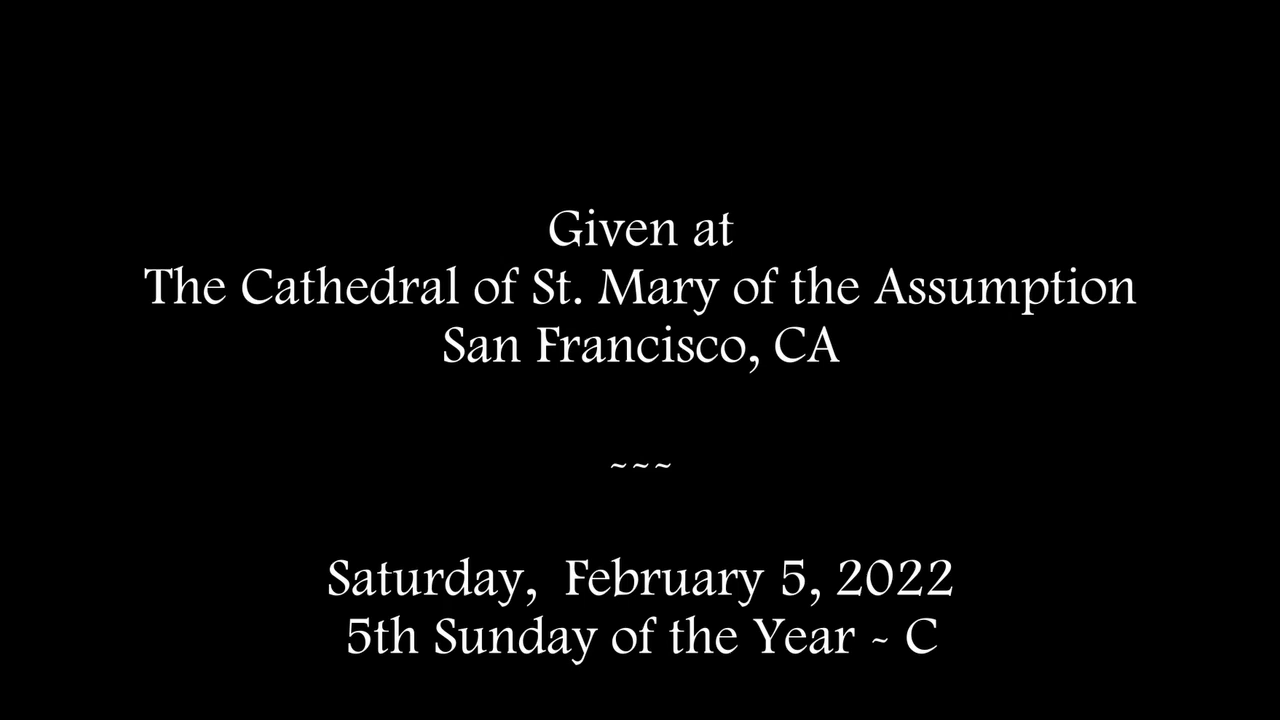 Given at
The Cathedral of St. Mary of the Assumption
San Francisco, CA
~~~
Saturday,  February 5, 2022
5th Sunday of the Year ~ C